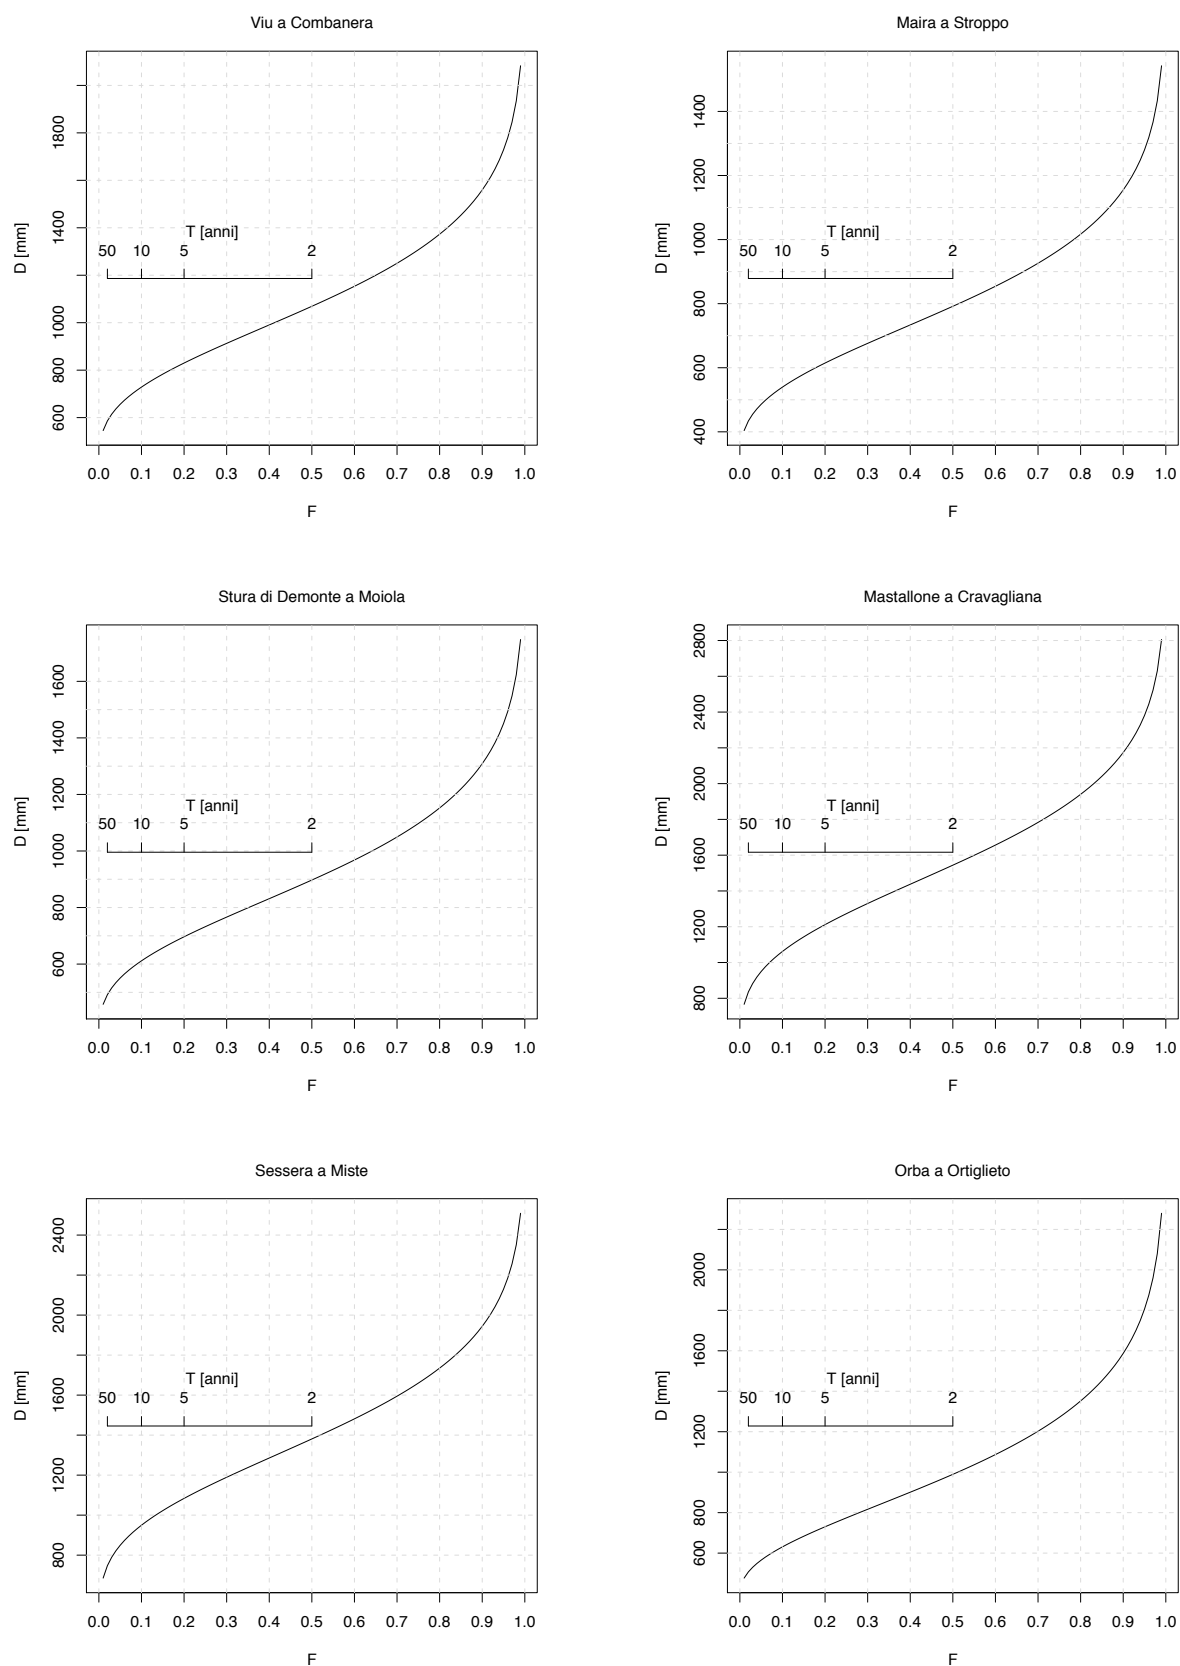 Viu a Combanera
D [mm]
1800
1400
1000
800
600
T [anni]
50 10 5 2
0.0 0.1 0.2 0.3 0.4 0.5 0.6 0.7 0.8 0.9 1.0
F
Maira a Stroppo
D [mm]
1400
1200
1000
800
600
400
T [anni]
50 10 5 2
0.0 0.1 0.2 0.3 0.4 0.5 0.6 0.7 0.8 0.9 1.0
F
Stura di Demonte a Moiola
D [mm]
1600
1400
1200
1000
800
600
T [anni]
50 10 5 2
0.0 0.1 0.2 0.3 0.4 0.5 0.6 0.7 0.8 0.9 1.0
F
Mastallone a Cravagliana
D [mm]
2800
2400
2000
1600
1200
800
T [anni]
50 10 5 2
0.0 0.1 0.2 0.3 0.4 0.5 0.6 0.7 0.8 0.9 1.0
F
Sessera a Miste
D [mm]
2400
2000
1600
1200
800
T [anni]
50 10 5 2
0.0 0.1 0.2 0.3 0.4 0.5 0.6 0.7 0.8 0.9 1.0
F
Orba a Ortiglieto
D [mm]
2000
1600
1200
800
600
T [anni]
50 10 5 2
0.0 0.1 0.2 0.3 0.4 0.5 0.6 0.7 0.8 0.9 1.0
F